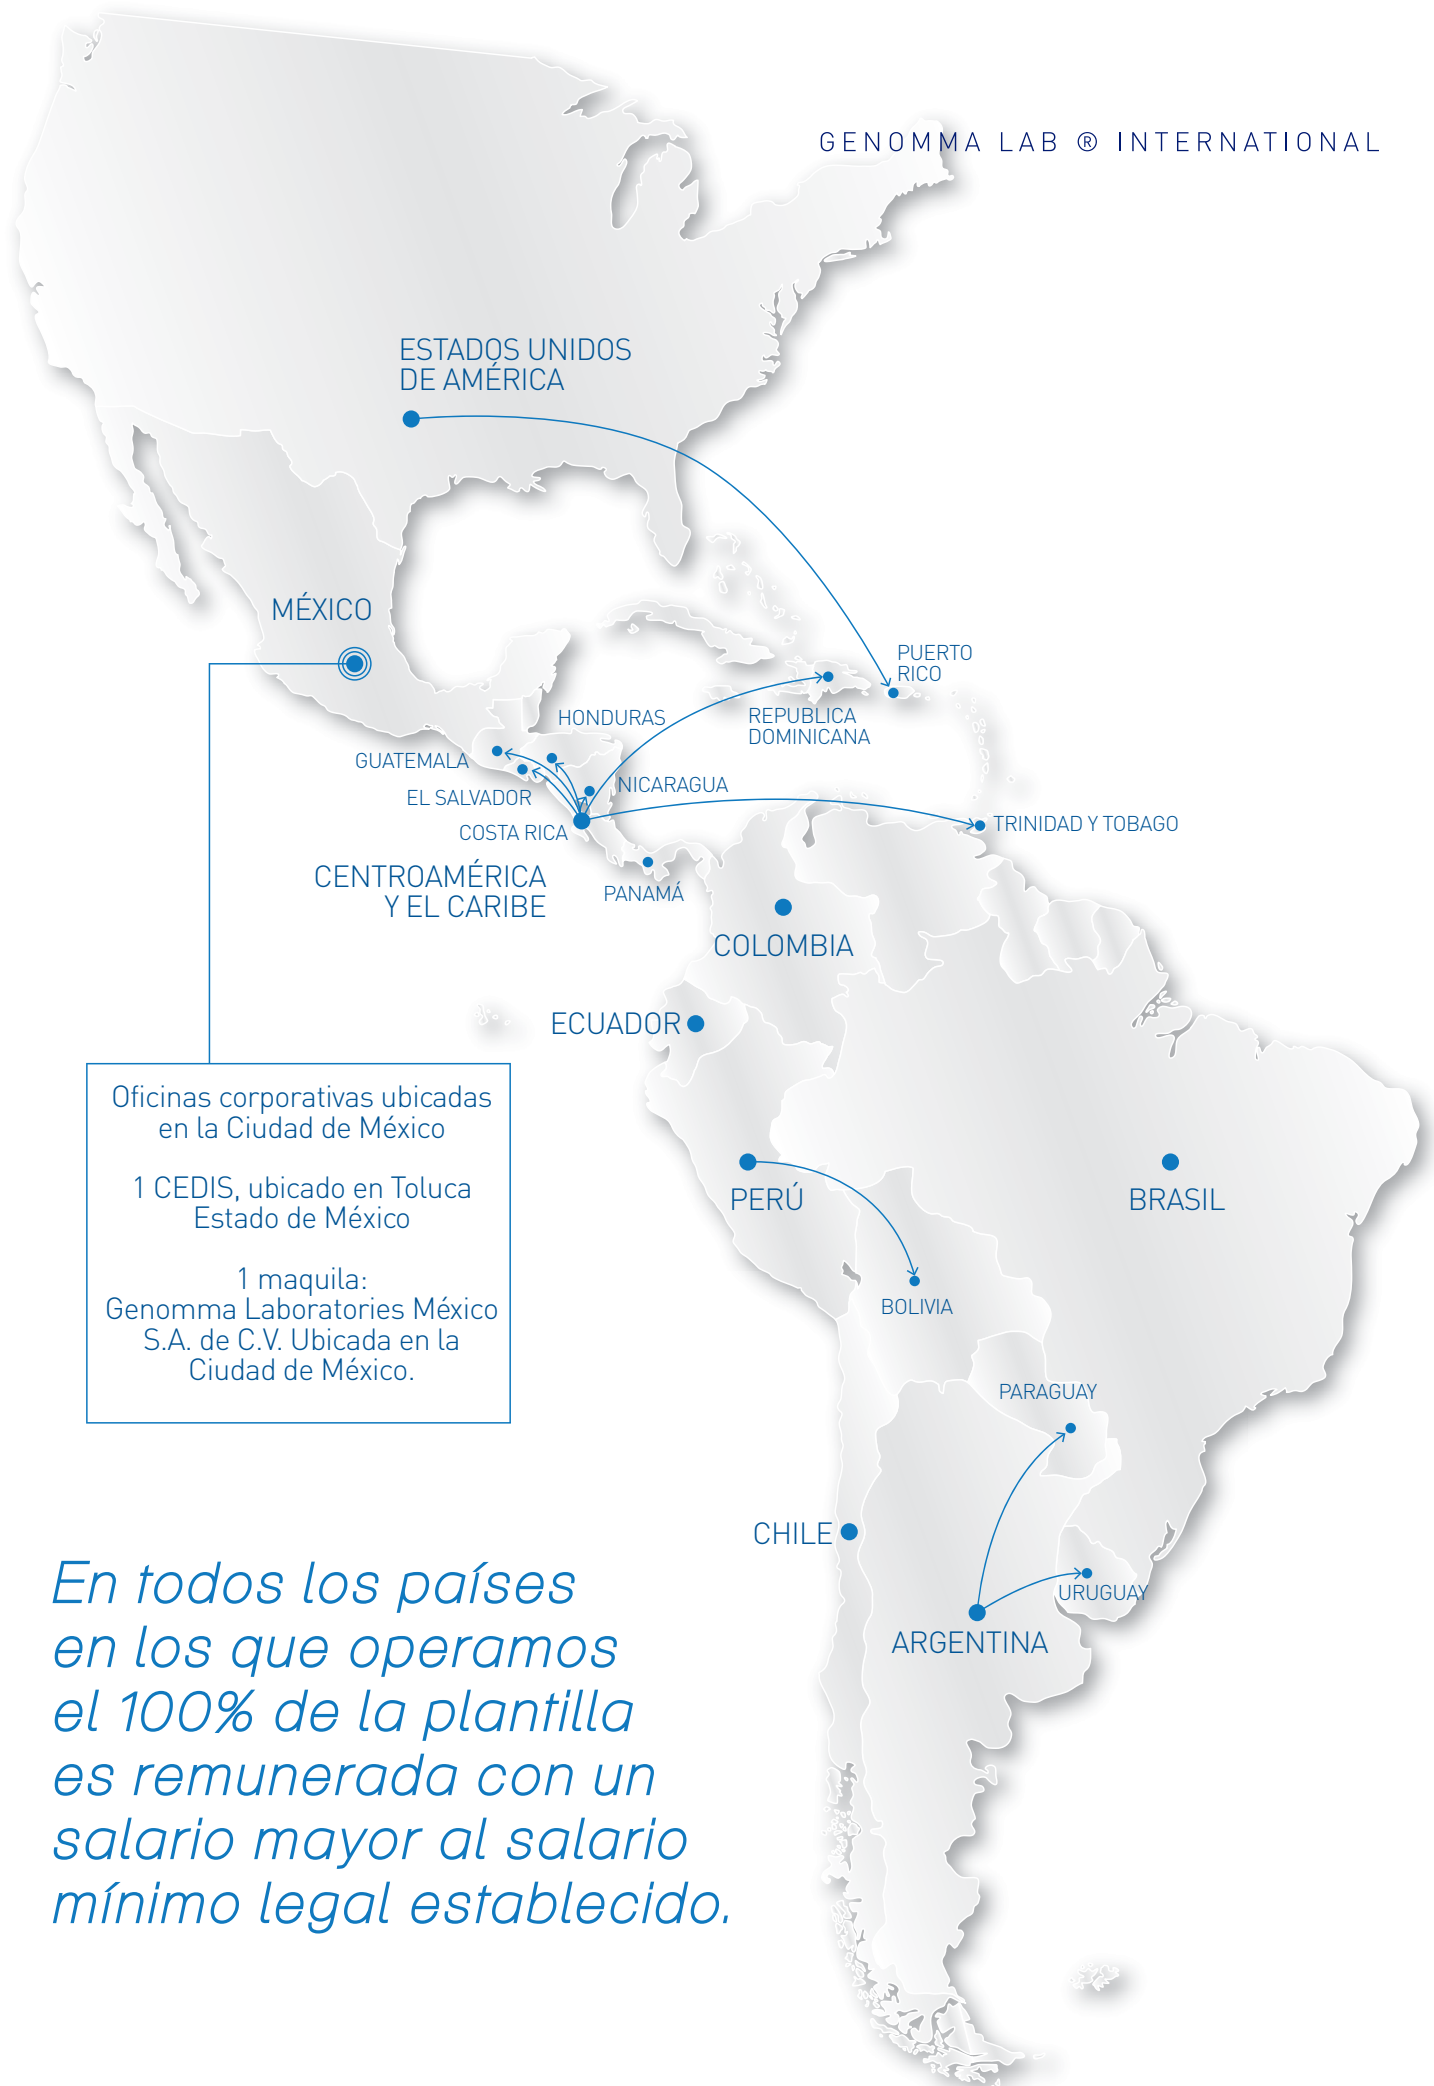 GENOMMA LAB ® INTERNATIONAL
ESTADOS UNIDOS
DE AMÉRICA
MÉXICO
PUERTO
RICO
HONDURAS
REPUBLICA
DOMINICANA
GUATEMALA
NICARAGUA
EL SALVADOR
COSTA RICA
TRINIDAD Y TOBAGO
CENTROAMÉRICA
Y EL CARIBE
PANAMÁ
COLOMBIA
ECUADOR
Oficinas corporativas ubicadas
en la Ciudad de México
1 CEDIS, ubicado en Toluca
Estado de México
1 maquila:
Genomma Laboratories México
S.A. de C.V. Ubicada en la
Ciudad de México.
PERÚ
BRASIL
BOLIVIA
PARAGUAY
CHILE
URUGUAY
ARGENTINA
En todos los países
en los que operamos
el 100% de la plantilla
es remunerada con un
salario mayor al salario
mínimo legal establecido.